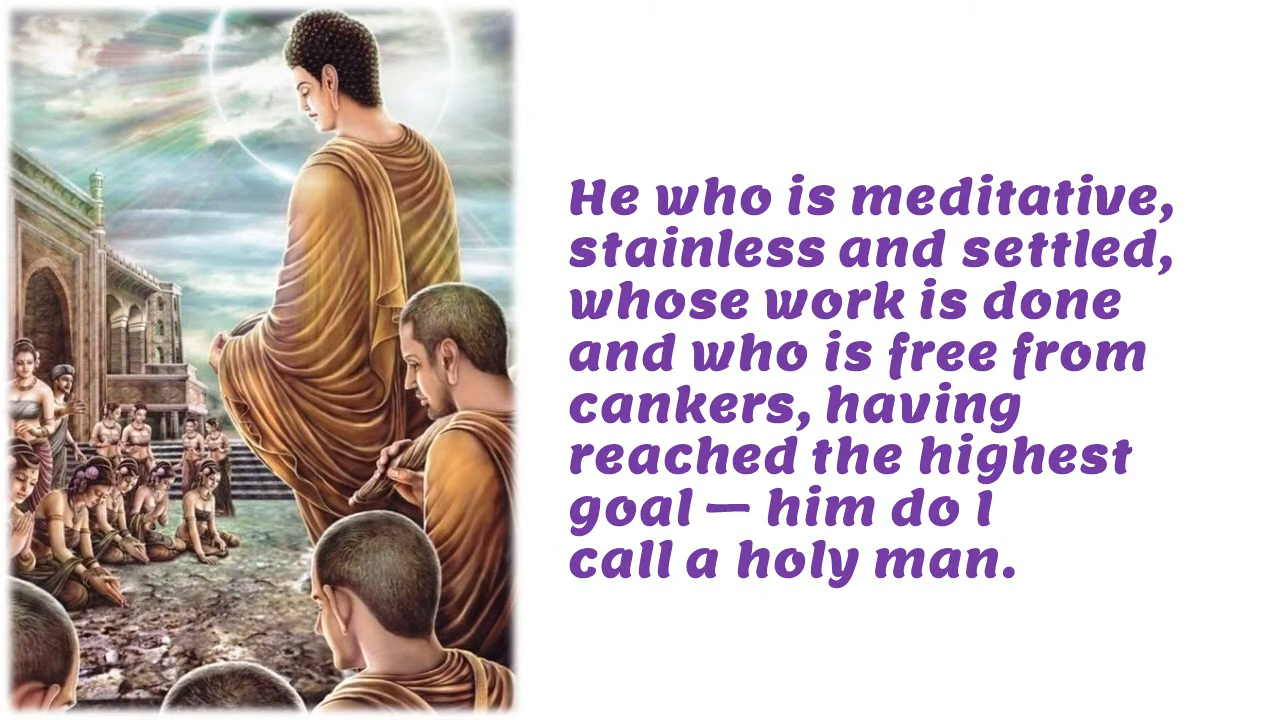 He who is meditative,
stainless and settled,
whose work is done
and who is free from
cankers, having
reached the highest
goal — him do I
call a holy man.